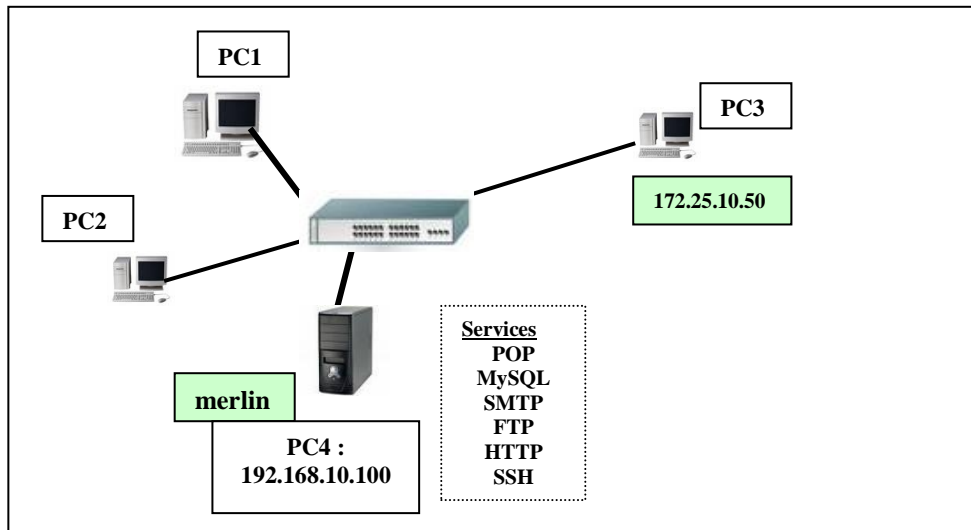 PC1
PC3
172.25.10.50
PC2
Services
POP
MySQL
SMTP
FTP
HTTP
SSH
merlin
PC4 :
192.168.10.100